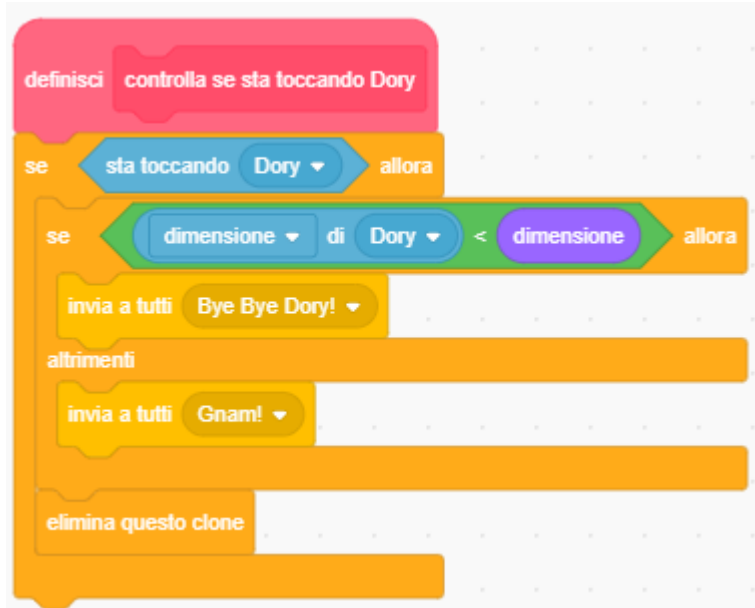 definisci controlla se sta toccando Dory
se sta toccando Dory allora
se dimensione di Dory < dimensione allora
invia a tutti Bye Bye Dory!
altrimenti
invia a tutti Gnam!
elimina questo clone